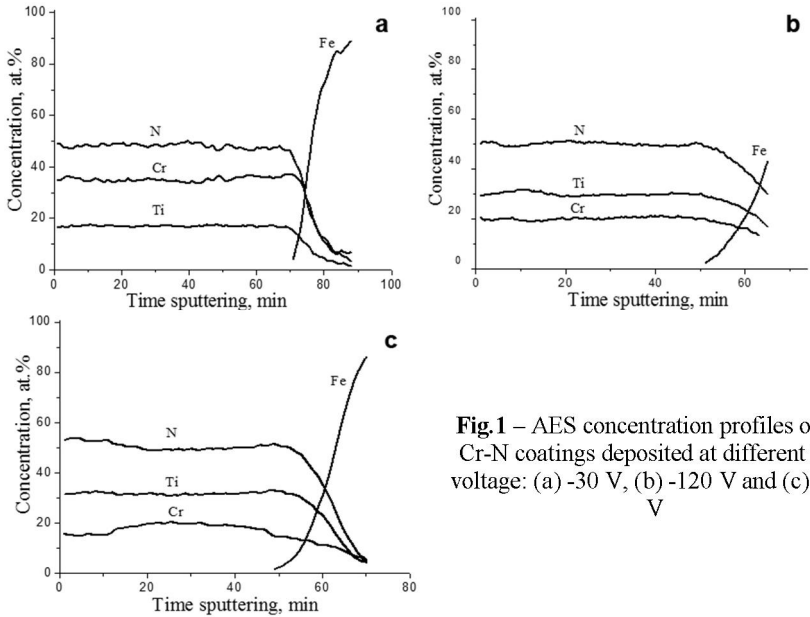 a
Concentration, at.%
100
80
60
40
20
0
Fe
N
Cr
Ti
0 20 40 60 80 100
Time sputtering, min
b
Concentration, at.%
100
80
60
40
20
0
N
Fe
Ti
Cr
0 20 40 60
Time sputtering, min
c
Concentration, at.%
100
80
60
40
20
0
Fe
N
Ti
Cr
0 20 40 60 80
Time sputtering, min
Fig.1 – AES concentration profiles o
Cr-N coatings deposited at different
voltage: (a) -30 V, (b) -120 V and (c)
V